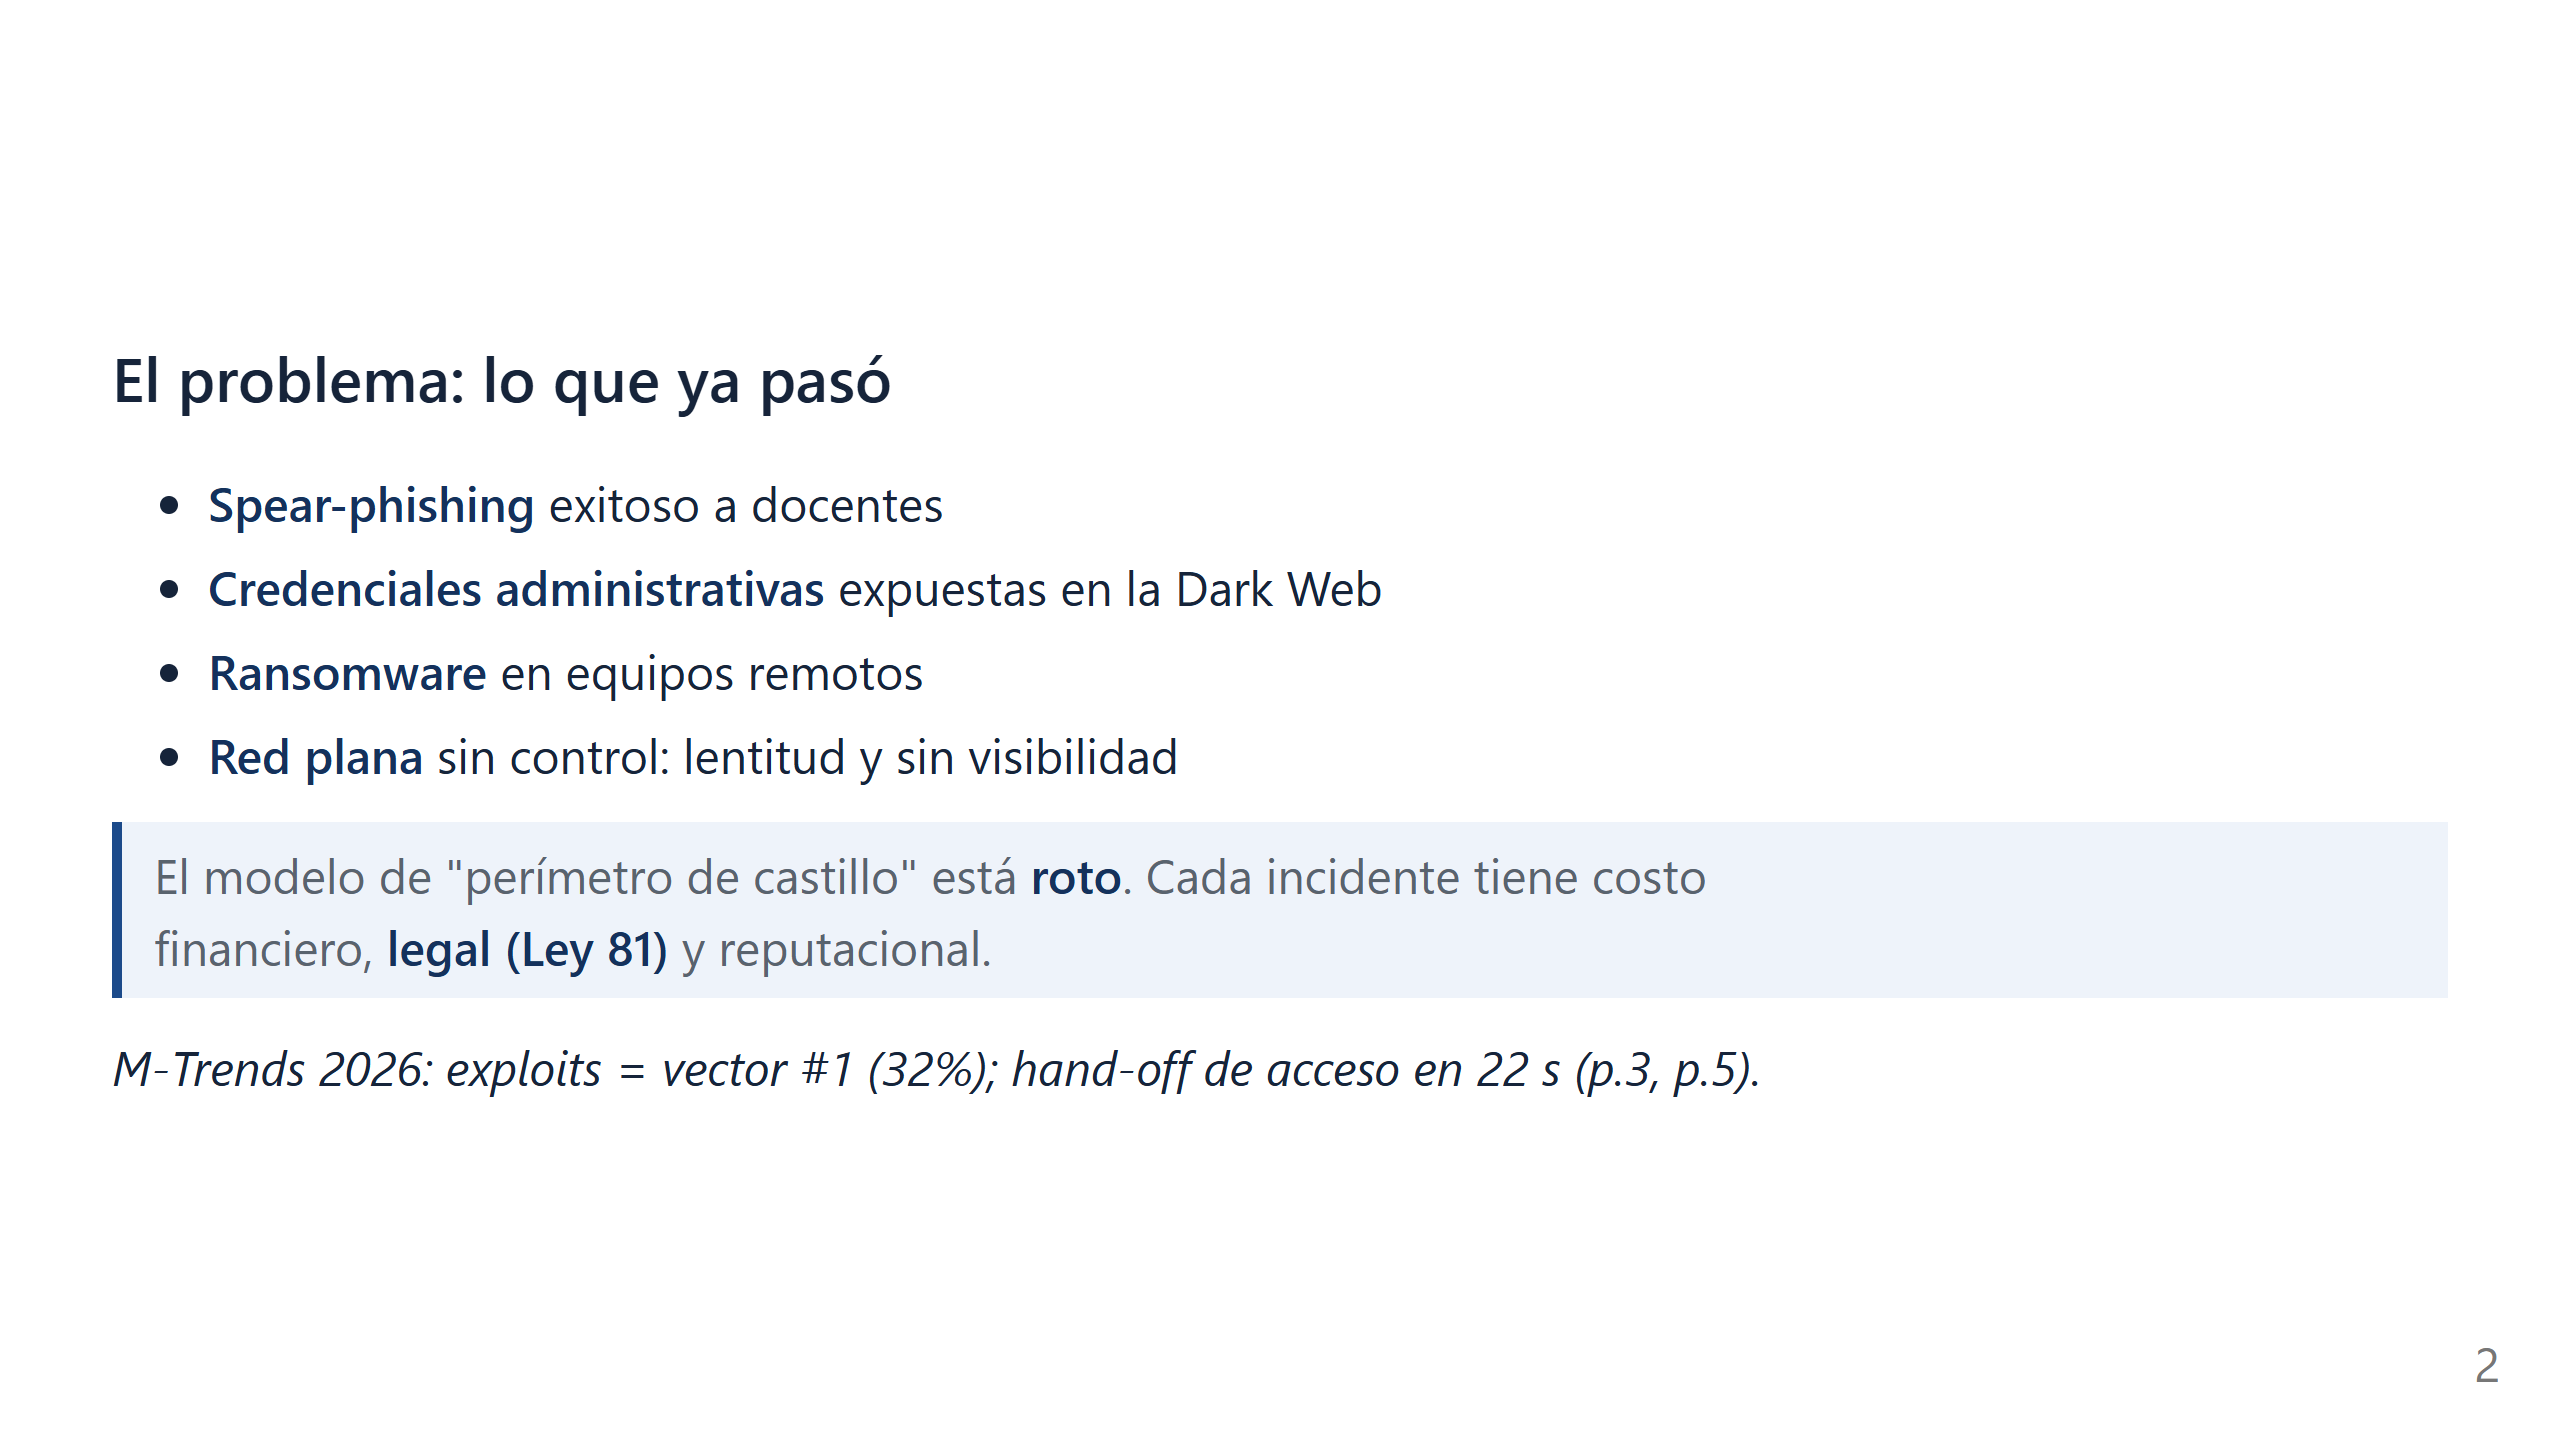 El problema: lo que ya pasó
• Spear-phishing exitoso a docentes
• Credenciales administrativas expuestas en la Dark Web
• Ransomware en equipos remotos
• Red plana sin control: lentitud y sin visibilidad
El modelo de "perímetro de castillo" está roto. Cada incidente tiene costo
financiero, legal (Ley 81) y reputacional.
M-Trends 2026: exploits = vector #1 (32%); hand-off de acceso en 22 s (p.3, p.5).
2